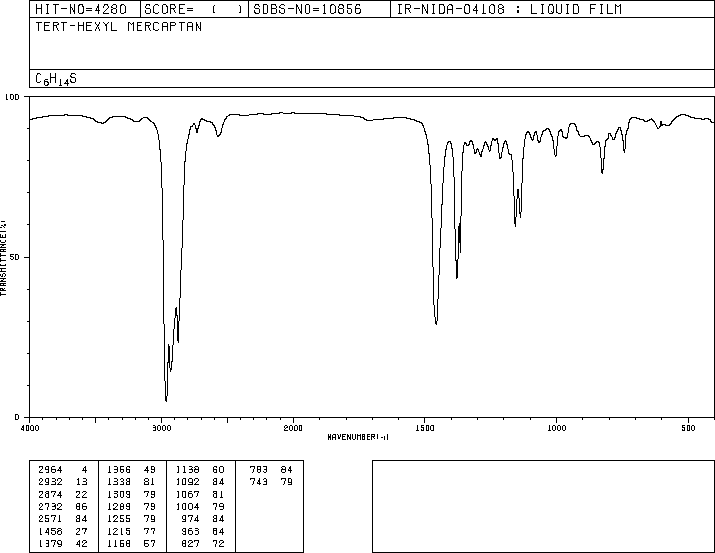 HIT-NO=4280 SCORE= ( ) SDBS-NO=10856 IR-NIDA-04108 : LIQUID FILM
TERT-HEXYL MERCAPTAN
C6H14S
100
50
0
TRANSMITTANCE(%)
4000 3000 2000 1500 1000 500
WAVENUMBER(-1)
2964 4 1366 49 1138 60 783 84
2932 13 1338 81 1092 84 743 79
2874 22 1309 79 1067 81
2732 86 1289 79 1004 79
2571 84 1255 79 974 84
1458 27 1215 77 963 84
1379 42 1158 57 827 72